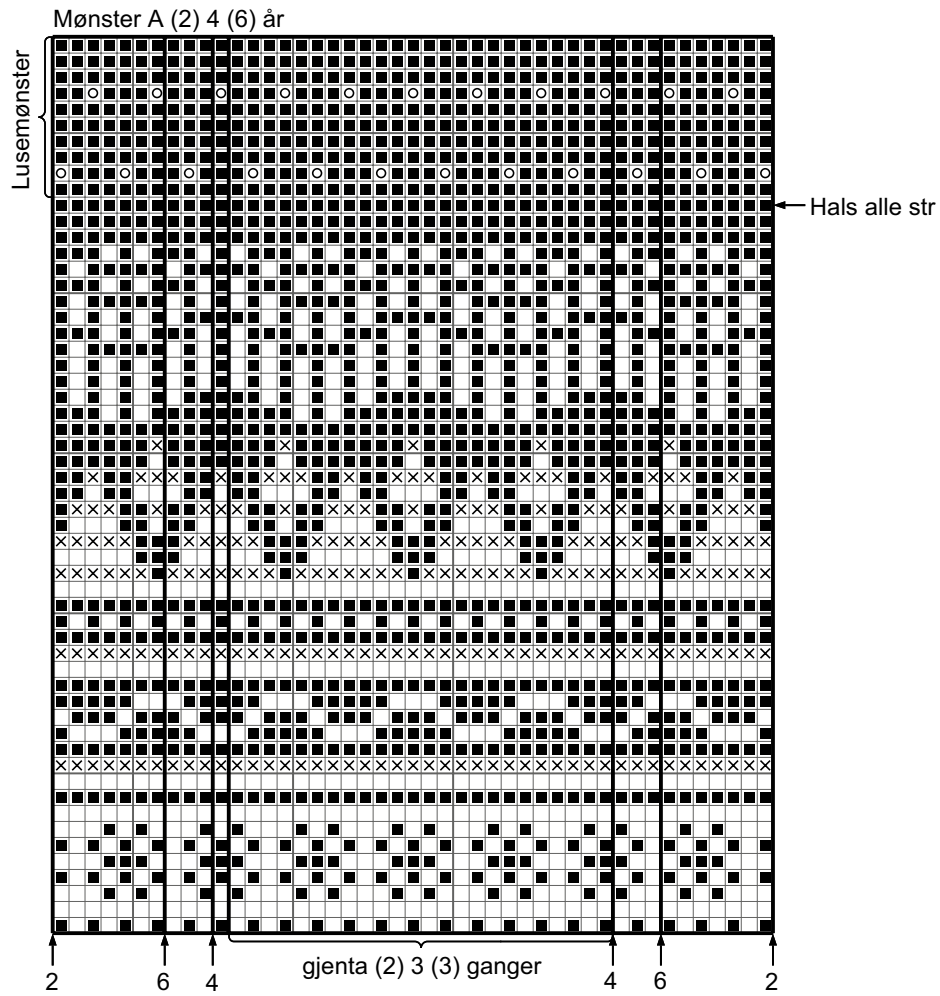 Mønster A (2) 4 (6) år
Lusemønster
Hals alle str
gjenta (2) 3 (3) ganger
2 6 4 4 6 2